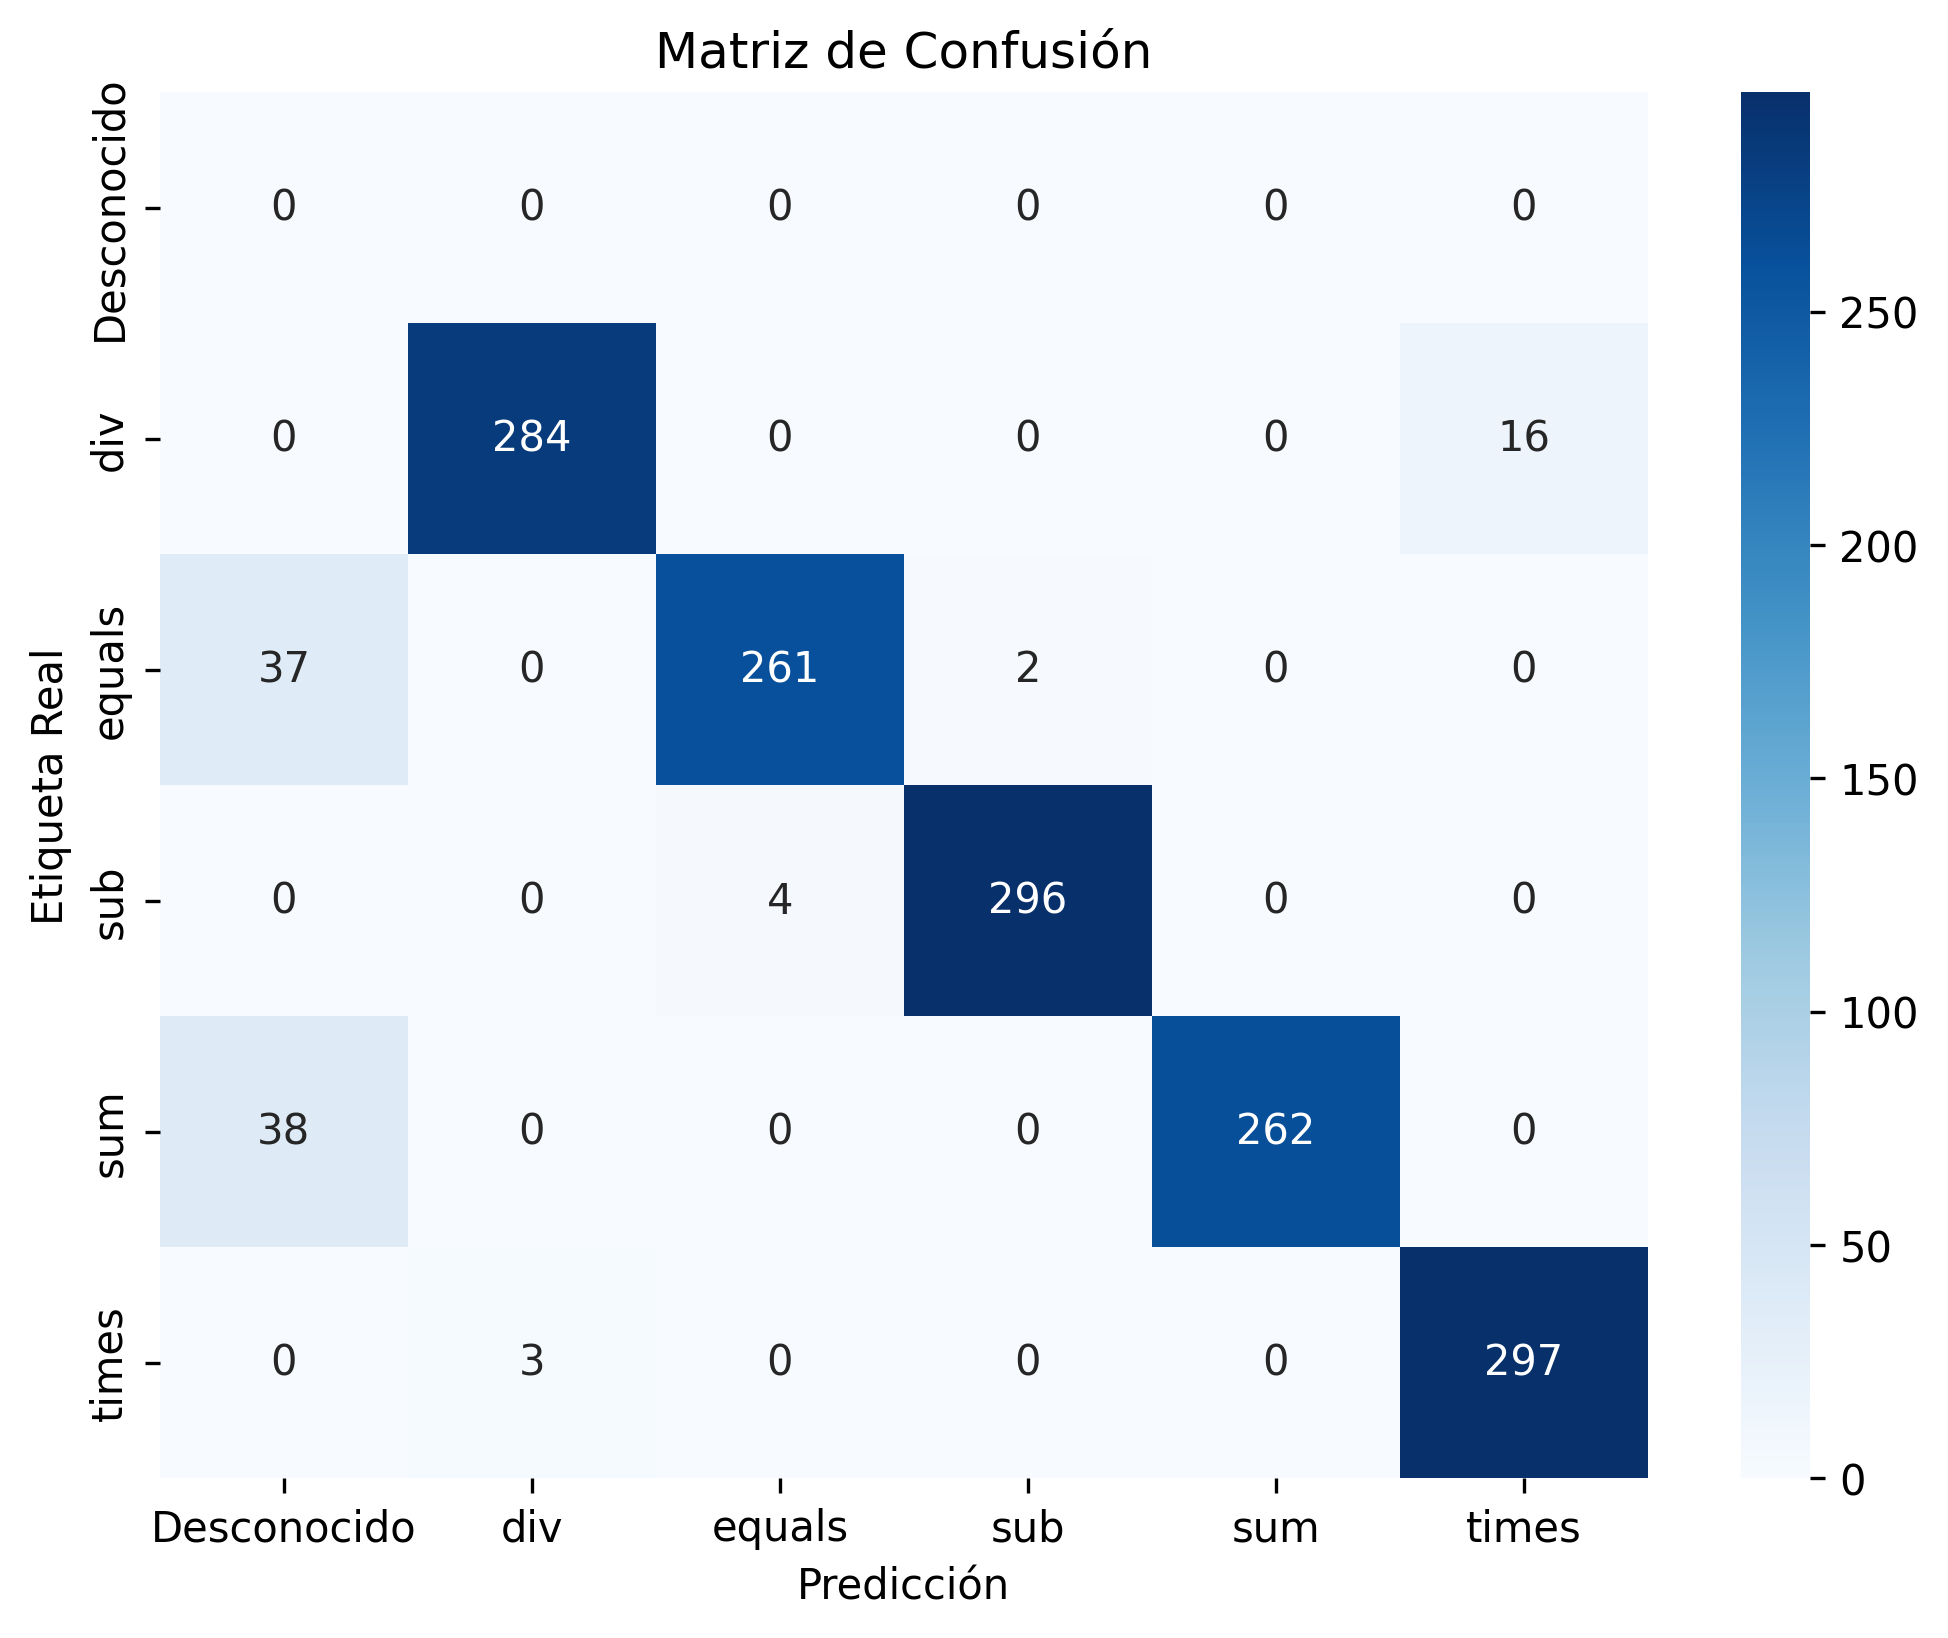 Matriz de Confusión
Etiqueta Real
Desconocido 0 0 0 0 0 0
div 0 284 0 0 0 16
equals 37 0 261 2 0 0
sub 0 0 4 296 0 0
sum 38 0 0 0 262 0
times 0 3 0 0 0 297
Desconocido div equals sub sum times
Predicción
250
200
150
100
50
0